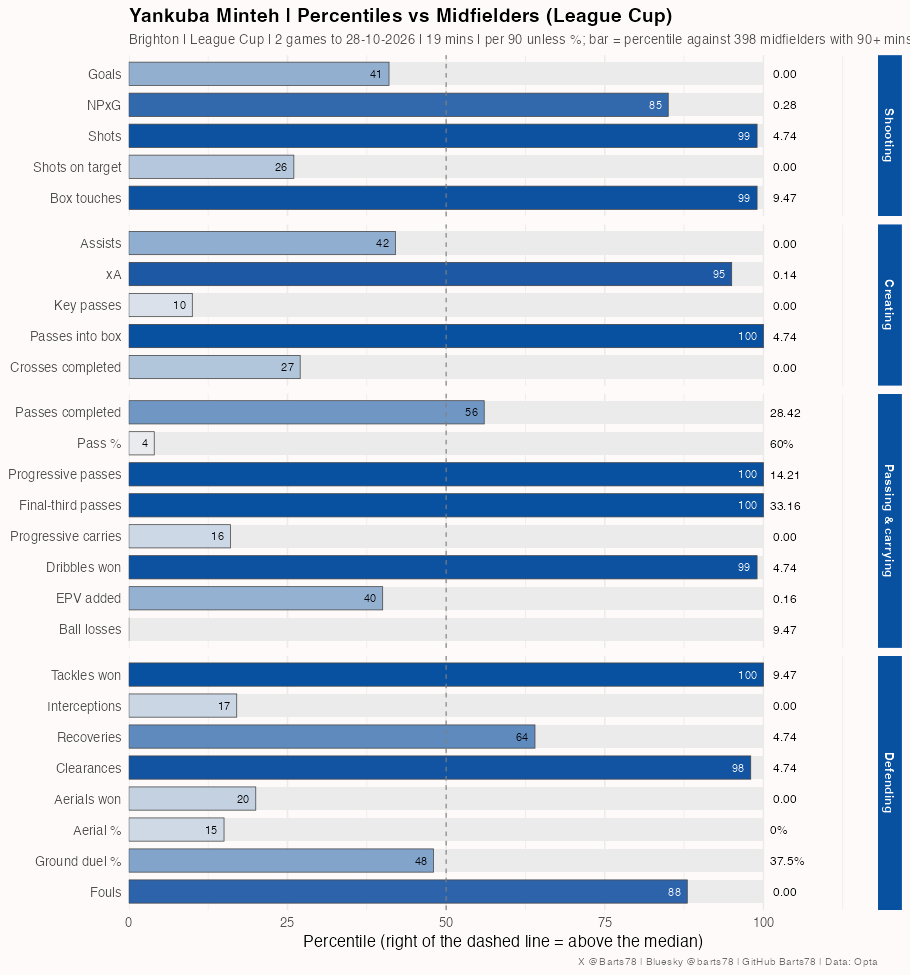 Yankuba Minteh | Percentiles vs Midfielders (League Cup)
Brighton | League Cup | 2 games to 28-10-2026 | 19 mins | per 90 unless %; bar = percentile against 398 midfielders with 90+ mins
Goals 41 0.00
NPxG 85 0.28
Shots 99 4.74
Shots on target 26 0.00
Box touches 99 9.47
Shooting
Assists 42 0.00
xA 95 0.14
Key passes 10 0.00
Passes into box 100 4.74
Crosses completed 27 0.00
Creating
Passes completed 56 28.42
Pass % 4 60%
Progressive passes 100 14.21
Final-third passes 100 33.16
Progressive carries 16 0.00
Dribbles won 99 4.74
EPV added 40 0.16
Ball losses 9.47
Passing & carrying
Tackles won 100 9.47
Interceptions 17 0.00
Recoveries 64 4.74
Clearances 98 4.74
Aerials won 20 0.00
Aerial % 15 0%
Ground duel % 48 37.5%
Fouls 88 0.00
Defending
0 25 50 75 100
Percentile (right of the dashed line = above the median)
X @Barts78 | Bluesky @barts78 | GitHub Barts78 | Data: Opta